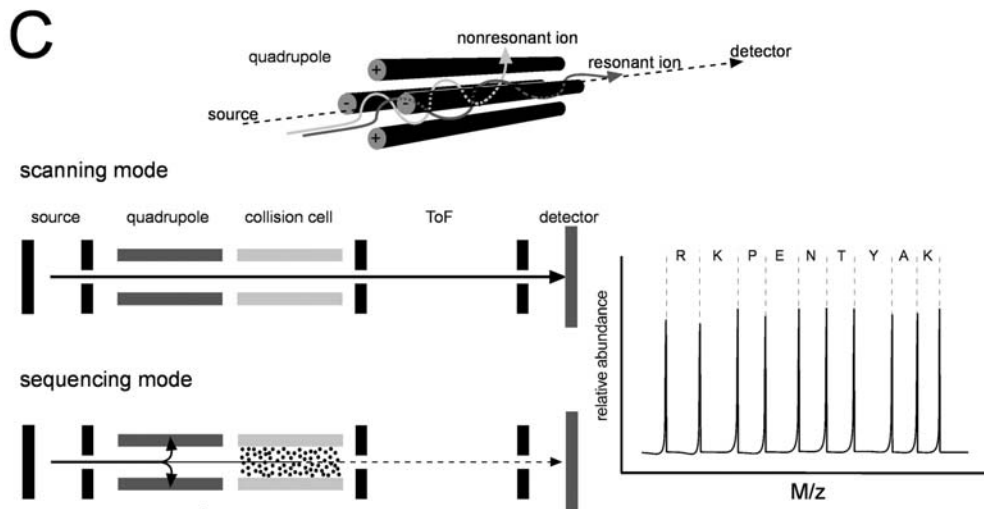 C
nonresonant ion
quadrupole
detector
resonant ion
+
-
-
source
+
scanning mode
source quadrupole collision cell ToF detector
sequencing mode
R K P E N T Y A K
relative abundance
M/z